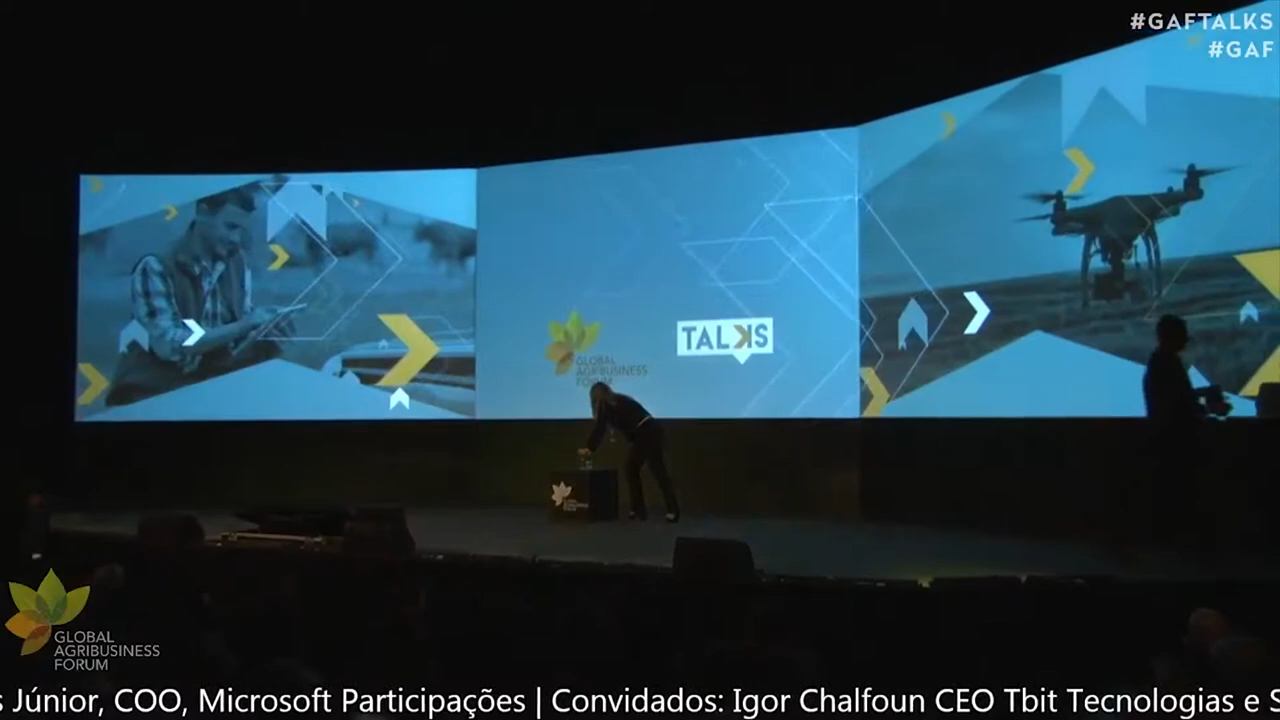 #GAFTALKS
#GAF
TALKS
GLOBAL
AGRIBUSINESS
FORUM
GLOBAL
AGRIBUSINESS
FORUM
s Júnior, COO, Microsoft Participações | Convidados: Igor Chalfoun CEO Tbit Tecnologias e S